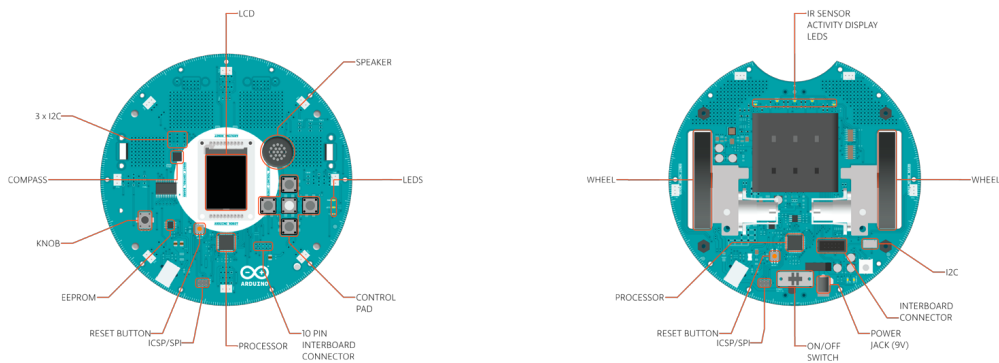 LCD
SPEAKER
3 x I2C
COMPASS
LEDS
KNOB
EEPROM
CONTROL
PAD
RESET BUTTON
ICSP/SPI
PROCESSOR
10 PIN
INTERBOARD
CONNECTOR
ARDUINO
IR SENSOR
ACTIVITY DISPLAY
LEDS
WHEEL
WHEEL
I2C
PROCESSOR
INTERBOARD
CONNECTOR
RESET BUTTON
ICSP/SPI
POWER
JACK (9V)
ON/OFF
SWITCH